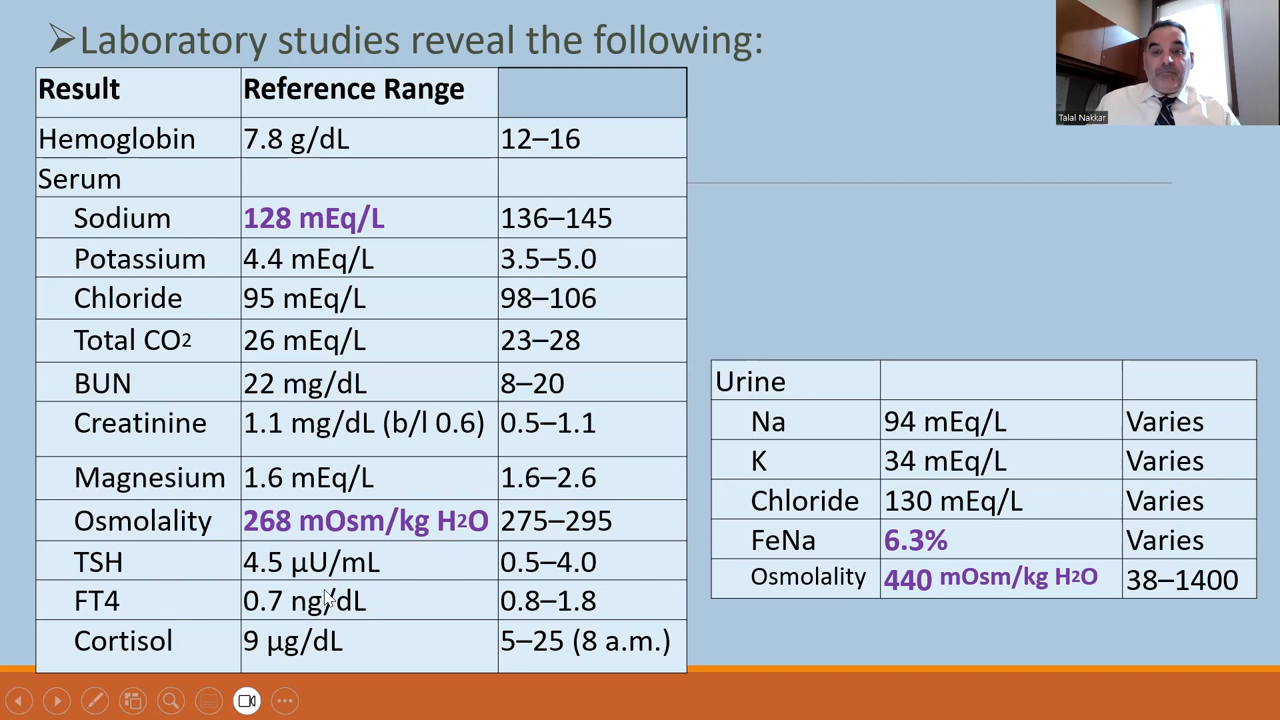 ➢Laboratory studies reveal the following:
Result Reference Range
Hemoglobin 7.8 g/dL 12–16
Serum
Sodium 128 mEq/L 136–145
Potassium 4.4 mEq/L 3.5–5.0
Chloride 95 mEq/L 98–106
Total CO2 26 mEq/L 23–28
BUN 22 mg/dL 8–20
Creatinine 1.1 mg/dL (b/l 0.6) 0.5–1.1
Magnesium 1.6 mEq/L 1.6–2.6
Osmolality 268 mOsm/kg H2O 275–295
TSH 4.5 µU/mL 0.5–4.0
FT4 0.7 ng/dL 0.8–1.8
Cortisol 9 µg/dL 5–25 (8 a.m.)
Urine
Na 94 mEq/L Varies
K 34 mEq/L Varies
Chloride 130 mEq/L Varies
FeNa 6.3% Varies
Osmolality 440 mOsm/kg H2O 38–1400
Talal Nakkar